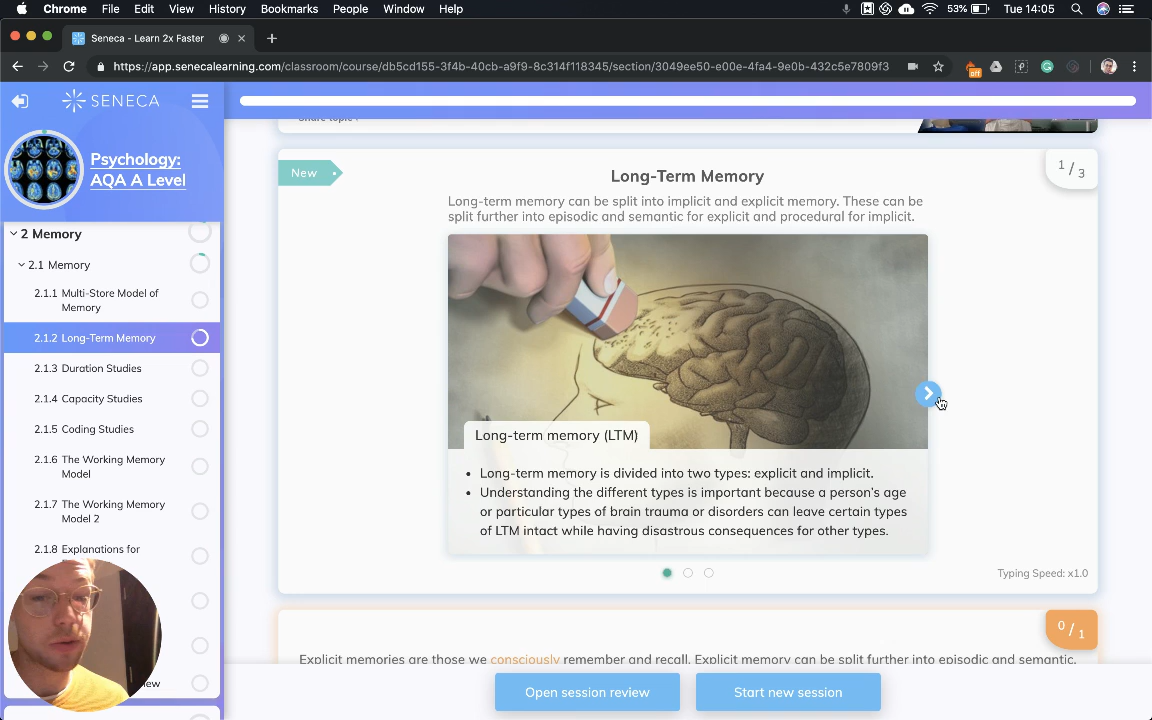 Chrome File Edit View History Bookmarks People Window Help 53% Tue 14:05
Seneca - Learn 2x Faster
https://app.senecalearning.com/classroom/course/db5cd155-3f4b-40cb-a9f9-8c314f118345/section/3049ee50-e00e-4fa4-9e0b-432c5e7809f3
off
SENECA
Psychology:
AQA A Level
2 Memory
2.1 Memory
2.1.1 Multi-Store Model of
Memory
2.1.2 Long-Term Memory
2.1.3 Duration Studies
2.1.4 Capacity Studies
2.1.5 Coding Studies
2.1.6 The Working Memory
Model
2.1.7 The Working Memory
Model 2
2.1.8 Explanations for
New
1/3
Long-Term Memory
Long-term memory can be split into implicit and explicit memory. These can be
split further into episodic and semantic for explicit and procedural for implicit.
Long-term memory (LTM)
• Long-term memory is divided into two types: explicit and implicit.
• Understanding the different types is important because a person's age
or particular types of brain trauma or disorders can leave certain types
of LTM intact while having disastrous consequences for other types.
Typing Speed: x1.0
0/1
Explicit memories are those we consciously remember and recall. Explicit memory can be split further into episodic and semantic.
Open session review
Start new session